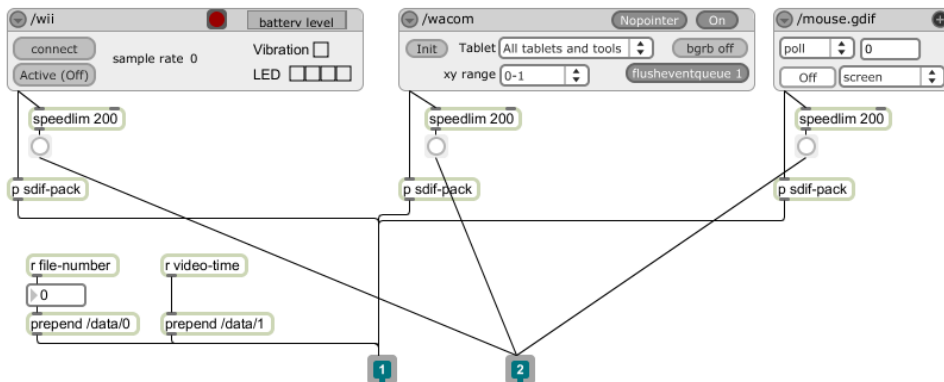 /wii
battery level
connect
sample rate 0
Vibration
Active (Off)
LED
/wacom
Nopointer
On
Init
Tablet
All tablets and tools
bgrb off
xy range
0-1
flusheventqueue 1
/mouse.gdif
poll
0
Off
screen
speedlim 200
speedlim 200
speedlim 200
p sdif-pack
p sdif-pack
p sdif-pack
r file-number
r video-time
0
prepend /data/0
prepend /data/1
1
2